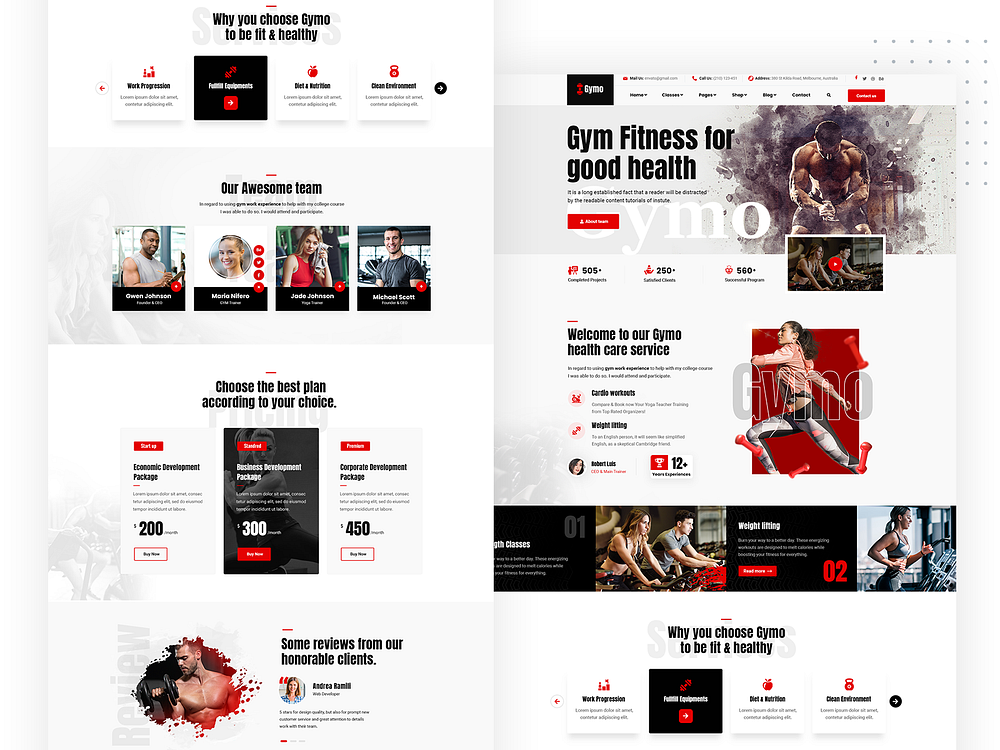 Services
Why you choose Gymo
to be fit & healthy
Work Progression
Lorem ipsum dolor sit amet,
contetur adipiscing elit.
Fullfill Equipments
Diet & Nutrition
Lorem ipsum dolor sit amet,
contetur adipiscing elit.
Clean Environment
Lorem ipsum dolor sit amet,
contetur adipiscing elit.
Our Awesome team
In regard to using gym work experience to help with my college course
I was able to do so. I would attend and participate.
Gwen Johnson
Founder & CEO
Maria Nifero
GYM Trainer
Jade Johnson
Yoga Trainer
Michael Scott
Founder & CEO
Pricing
Choose the best plan
according to your choice.
Start up
Economic Development
Package
Lorem ipsum dolor sit amet, consec
tetur adipiscing elit, sed do eiusmod
tempor incididunt ut labore.
$ 200 /month
Buy Now
Standred
Business Development
Package
Lorem ipsum dolor sit amet, consec
tetur adipiscing elit, sed do eiusmod
tempor incididunt ut labore.
$ 300 /month
Buy Now
Premium
Corporate Development
Package
Lorem ipsum dolor sit amet, consec
tetur adipiscing elit, sed do eiusmod
tempor incididunt ut labore.
$ 450 /month
Buy Now
Review
Some reviews from our
honorable clients.
Andrea Ramili
Web Developer
5 stars for design quality, but also for prompt new
customer service and great attention to details
work with their team.
Gymo
Mail Us: envato@gmail.com
Call Us: (210) 123-451
Address: 380 St Kilda Road, Melbourne, Australia
Home
Classes
Pages
Shop
Blog
Contact
Contact us
Gym Fitness for
good health
It is a long established fact that a reader will be distracted
by the readable content tutorials of instute.
About team
Gymo
505+
Completed Projects
250+
Satisfied Clients
560+
Successful Program
Welcome to our Gymo
health care service
In regard to using gym work experience to help with my college course
I was able to do so. I would attend and participate.
Cardio workouts
Compare & Book now Your Yoga Teacher Training
from Top Rated Organizers!
Weight lifting
To an English person, it will seem like simplified
English, as a skeptical Cambridge friend.
Robert Luis
CEO & Main Trainer
12+
Years Experiences
Gymo
01
gth Classes
way to a better day. These energizing
are designed to melt calories while
your fitness for everything.
Weight lifting
Burn your way to a better day. These energizing
workouts are designed to melt calories while
boosting your fitness for everything.
Read more
02
Services
Why you choose Gymo
to be fit & healthy
Work Progression
Lorem ipsum dolor sit amet,
contetur adipiscing elit.
Fullfill Equipments
Diet & Nutrition
Lorem ipsum dolor sit amet,
contetur adipiscing elit.
Clean Environment
Lorem ipsum dolor sit amet,
contetur adipiscing elit.